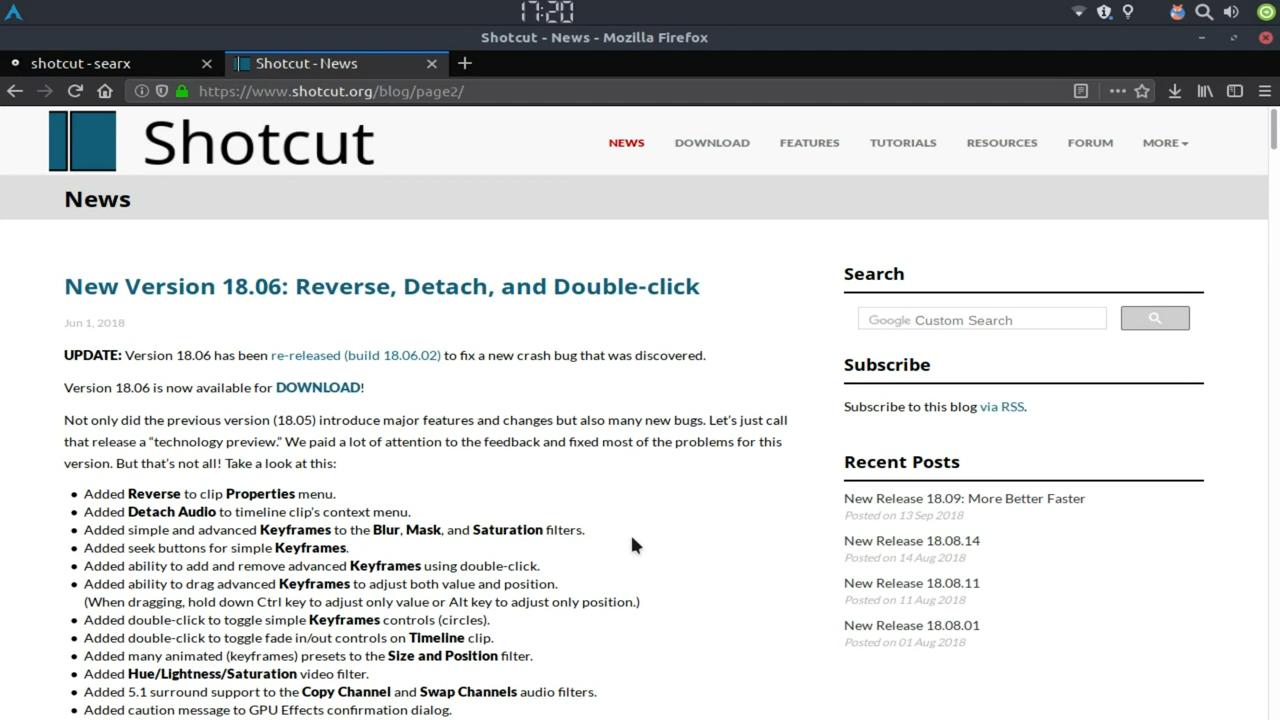 17:20
Shotcut - News - Mozilla Firefox
shotcut - searx
Shotcut - News
https://www.shotcut.org/blog/page2/
Shotcut
NEWS DOWNLOAD FEATURES TUTORIALS RESOURCES FORUM MORE
News
New Version 18.06: Reverse, Detach, and Double-click
Jun 1, 2018
UPDATE: Version 18.06 has been re-released (build 18.06.02) to fix a new crash bug that was discovered.
Version 18.06 is now available for DOWNLOAD!
Not only did the previous version (18.05) introduce major features and changes but also many new bugs. Let’s just call
that release a “technology preview.” We paid a lot of attention to the feedback and fixed most of the problems for this
version. But that’s not all! Take a look at this:
• Added Reverse to clip Properties menu.
• Added Detach Audio to timeline clip’s context menu.
• Added simple and advanced Keyframes to the Blur, Mask, and Saturation filters.
• Added seek buttons for simple Keyframes.
• Added ability to add and remove advanced Keyframes using double-click.
• Added ability to drag advanced Keyframes to adjust both value and position.
(When dragging, hold down Ctrl key to adjust only value or Alt key to adjust only position.)
• Added double-click to toggle simple Keyframes controls (circles).
• Added double-click to toggle fade in/out controls on Timeline clip.
• Added many animated (keyframes) presets to the Size and Position filter.
• Added Hue/Lightness/Saturation video filter.
• Added 5.1 surround support to the Copy Channel and Swap Channels audio filters.
• Added caution message to GPU Effects confirmation dialog.
Search
Google Custom Search
Subscribe
Subscribe to this blog via RSS.
Recent Posts
New Release 18.09: More Better Faster
Posted on 13 Sep 2018
New Release 18.08.14
Posted on 14 Aug 2018
New Release 18.08.11
Posted on 11 Aug 2018
New Release 18.08.01
Posted on 01 Aug 2018